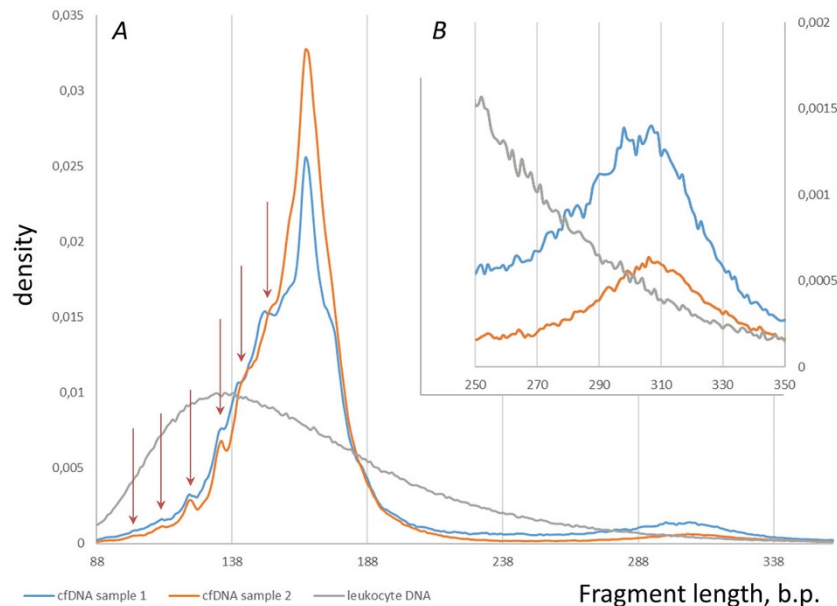 0,035
A
B
0,002
0,03
0,0015
0,025
0,001
0,02
density
0,015
0,0005
0,01
0
250 270 290 310 330 350
0,005
0
88 138 188 238 288 338
cfDNA sample 1 cfDNA sample 2 leukocyte DNA
Fragment length, b.p.